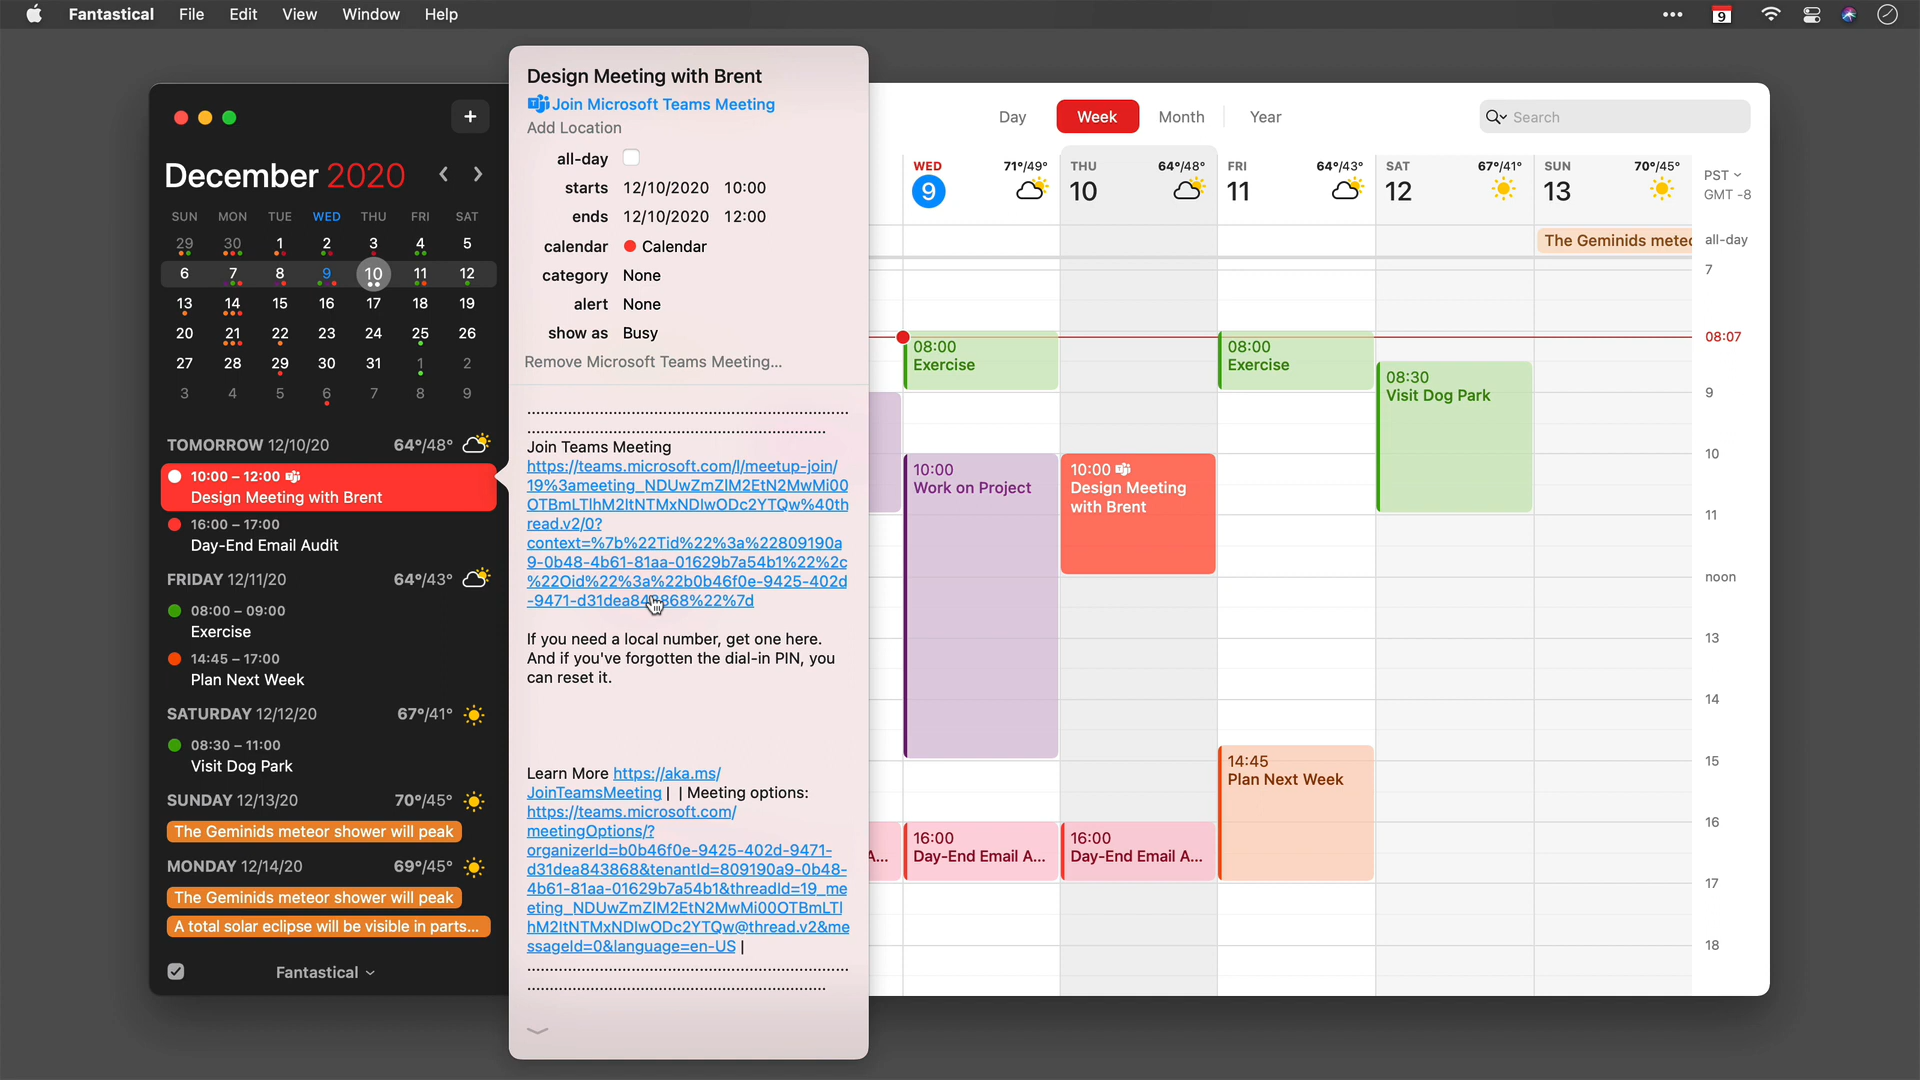 Fantastical File Edit View Window Help
9
December 2020
SUN MON TUE WED THU FRI SAT
29 30 1 2 3 4 5
6 7 8 9 10 11 12
13 14 15 16 17 18 19
20 21 22 23 24 25 26
27 28 29 30 31 1 2
3 4 5 6 7 8 9
TOMORROW 12/10/20 64°/48°
10:00 – 12:00
Design Meeting with Brent
16:00 – 17:00
Day-End Email Audit
FRIDAY 12/11/20 64°/43°
08:00 – 09:00
Exercise
14:45 – 17:00
Plan Next Week
SATURDAY 12/12/20 67°/41°
08:30 – 11:00
Visit Dog Park
SUNDAY 12/13/20 70°/45°
The Geminids meteor shower will peak
MONDAY 12/14/20 69°/45°
The Geminids meteor shower will peak
A total solar eclipse will be visible in parts...
Fantastical
Design Meeting with Brent
Join Microsoft Teams Meeting
Add Location
all-day
starts 12/10/2020 10:00
ends 12/10/2020 12:00
calendar Calendar
category None
alert None
show as Busy
Remove Microsoft Teams Meeting...
Join Teams Meeting
https://teams.microsoft.com/l/meetup-join/
19%3ameeting_NDUwZmZlM2EtN2MwMi00
OTBmLTlhM2ItNTMxNDIwODc2YTQw%40th
read.v2/0?
context=%7b%22Tid%22%3a%22809190a
9-0b48-4b61-81aa-01629b7a54b1%22%2c
%22Oid%22%3a%22b0b46f0e-9425-402d
-9471-d31dea843868%22%7d
If you need a local number, get one here.
And if you've forgotten the dial-in PIN, you
can reset it.
Learn More https://aka.ms/
JoinTeamsMeeting | | Meeting options:
https://teams.microsoft.com/
meetingOptions/?
organizerId=b0b46f0e-9425-402d-9471-
d31dea843868&tenantId=809190a9-0b48-
4b61-81aa-01629b7a54b1&threadId=19_me
eting_NDUwZmZlM2EtN2MwMi00OTBmLTl
hM2ItNTMxNDIwODc2YTQw@thread.v2&me
ssageId=0&language=en-US |
Day Week Month Year
Search
WED 71°/49° THU 64°/48° FRI 64°/43° SAT 67°/41° SUN 70°/45°
9 10 11 12 13
PST
GMT -8
The Geminids meteo
all-day
7
08:07
9
10
11
noon
13
14
15
16
17
18
08:00
Exercise
10:00
Work on Project
A...
16:00
Day-End Email A...
10:00
Design Meeting
with Brent
16:00
Day-End Email A...
08:00
Exercise
14:45
Plan Next Week
08:30
Visit Dog Park